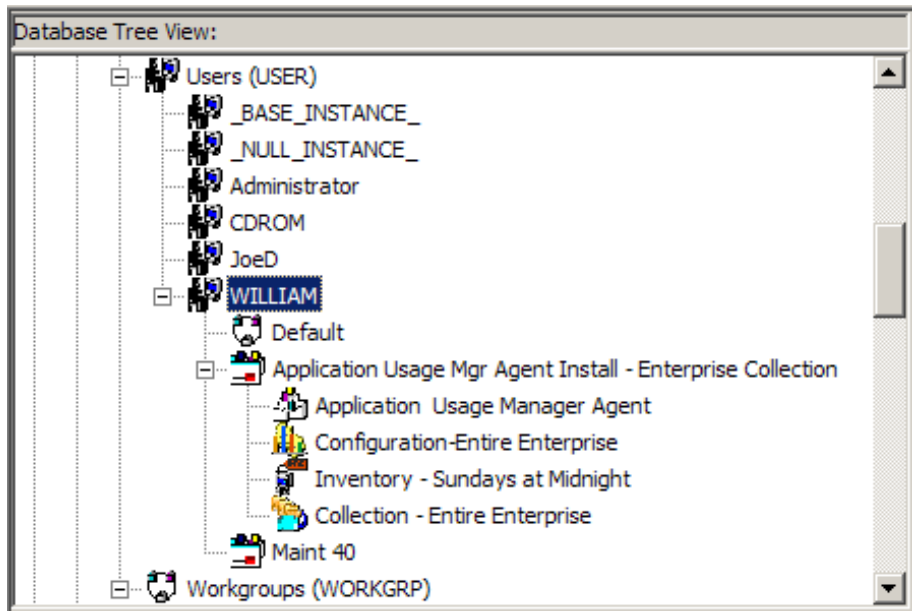 Database Tree View:
Users (USER)
_BASE_INSTANCE_
_NULL_INSTANCE_
Administrator
CDROM
JoeD
WILLIAM
Default
Application Usage Mgr Agent Install - Enterprise Collection
Application  Usage Manager Agent
Configuration-Entire Enterprise
Inventory - Sundays at Midnight
Collection - Entire Enterprise
Maint 40
Workgroups (WORKGRP)